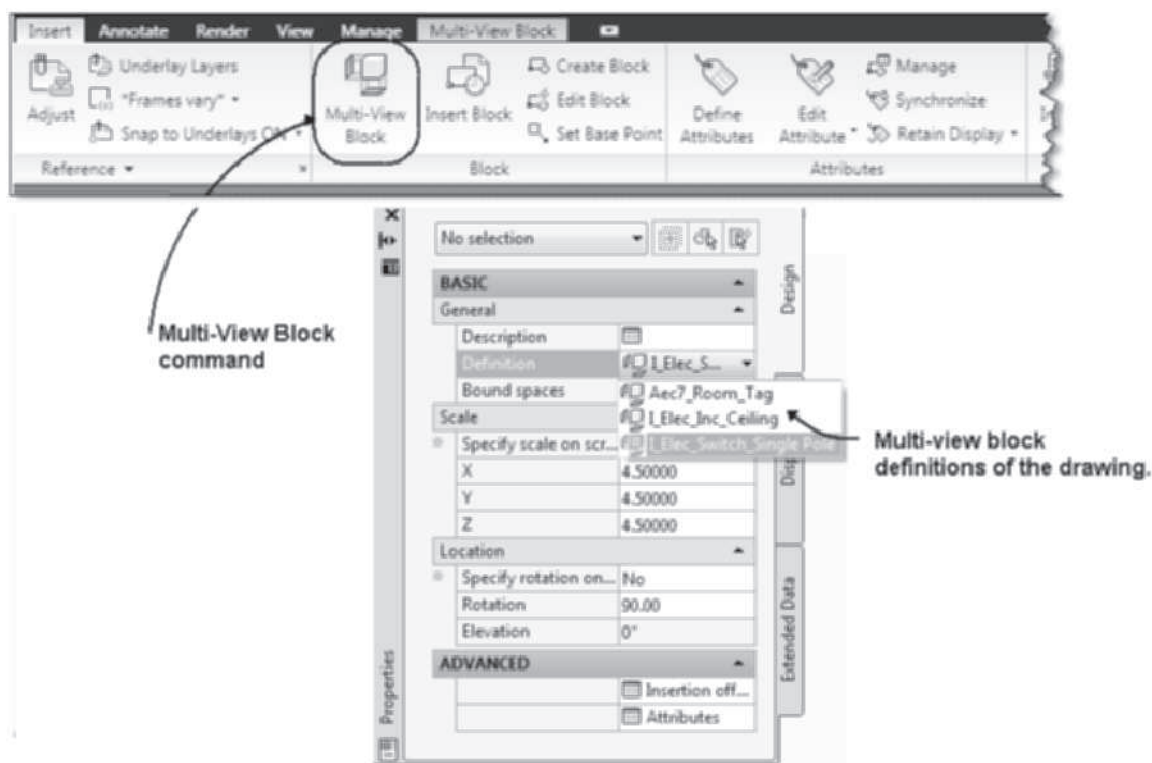 Insert Annotate Render View Manage Multi-View Block
Underlay Layers
Adjust
"Frames vary"
Snap to Underlays ON
Reference
Multi-View
Block
Insert Block
Create Block
Edit Block
Set Base Point
Block
Define
Attributes
Edit
Attribute
Manage
Synchronize
Retain Display
Attributes
Multi-View Block
command
No selection
BASIC
General
Description
Definition I_Elec_S...
Bound spaces
Aec7_Room_Tag
I_Elec_Inc_Ceiling
I_Elec_Switch_Single Pole
Multi-view block
definitions of the drawing.
Scale
Specify scale on scr...
X 4.50000
Y 4.50000
Z 4.50000
Location
Specify rotation on... No
Rotation 90.00
Elevation 0"
ADVANCED
Insertion off...
Attributes
Design
Disp
Extended Data
Properties